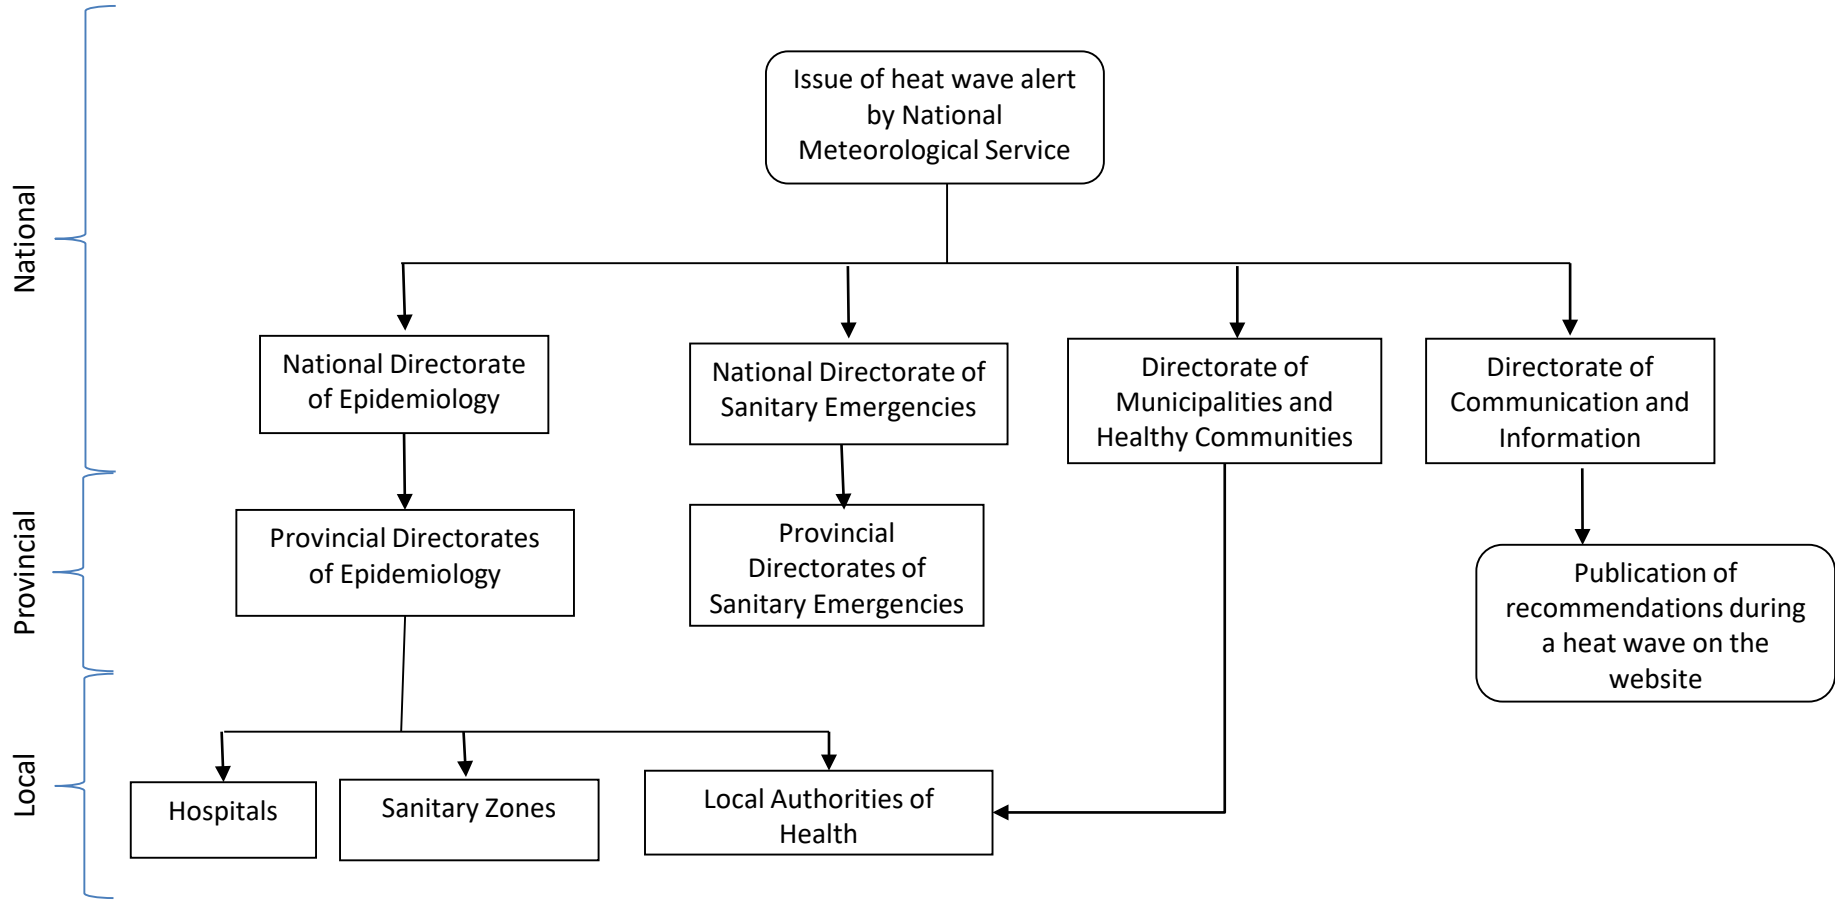 National
Issue of heat wave alert
by National
Meteorological Service
National Directorate
of Epidemiology
National Directorate of
Sanitary Emergencies
Directorate of
Municipalities and
Healthy Communities
Directorate of
Communication and
Information
Provincial
Provincial Directorates
of Epidemiology
Provincial
Directorates of
Sanitary Emergencies
Publication of
recommendations during
a heat wave on the
website
Local
Hospitals
Sanitary Zones
Local Authorities of
Health